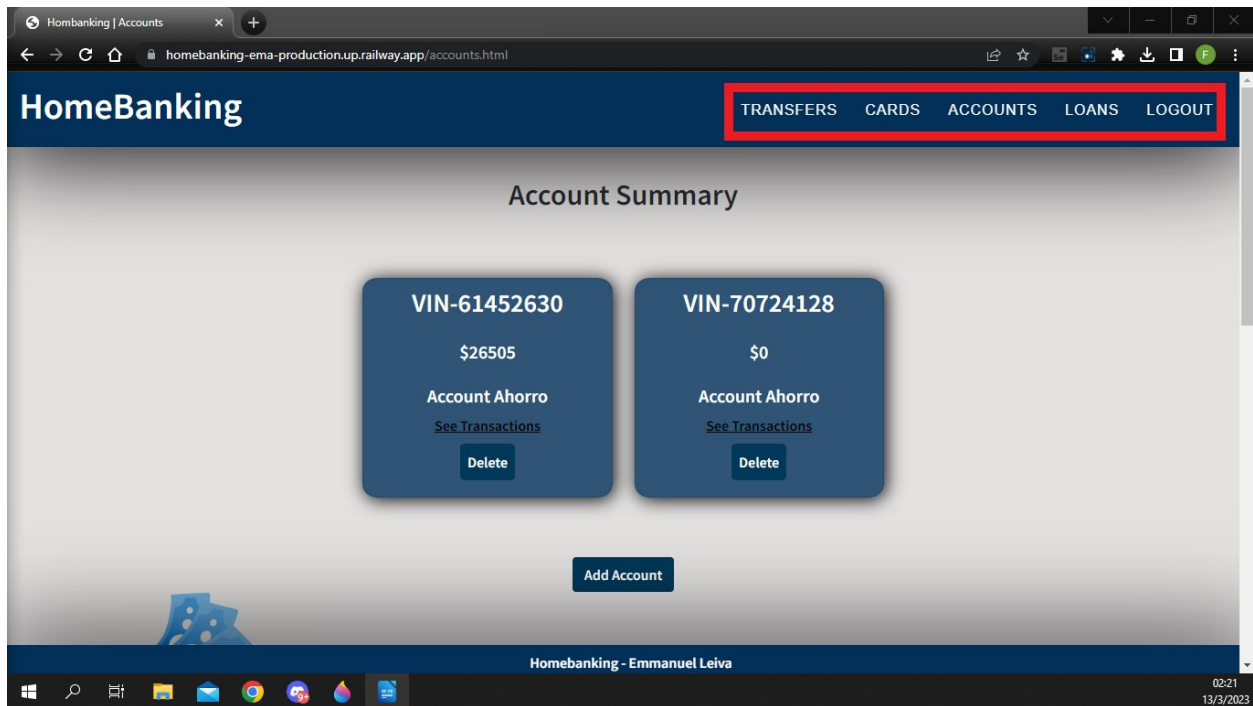 Hombanking | Accounts
homebanking-ema-production.up.railway.app/accounts.html
F
HomeBanking
TRANSFERS CARDS ACCOUNTS LOANS LOGOUT
Account Summary
VIN-61452630
$26505
Account Ahorro
See Transactions
Delete
VIN-70724128
$0
Account Ahorro
See Transactions
Delete
Add Account
Homebanking - Emmanuel Leiva
02:21
13/3/2023